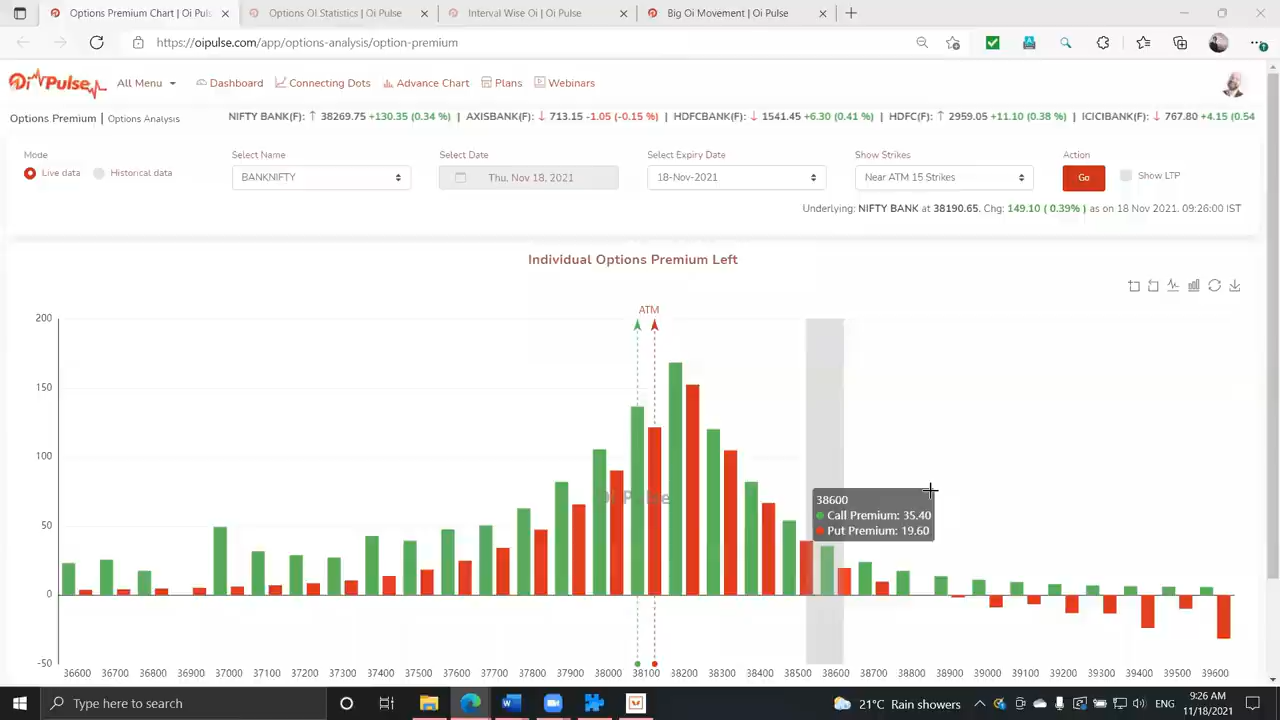 Options Premium Chart | Oi Puls
Options OI Statistics | Oi Pulse
Interval Wise Oi | Oi Pulse
Big Oi Movement | Oi Pulse
https://oipulse.com/app/options-analysis/option-premium
Oi Pulse
All Menu
Dashboard
Connecting Dots
Advance Chart
Plans
Webinars
Options Premium | Options Analysis
NIFTY BANK(F): ↑ 38269.75 +130.35 (0.34 %) | AXISBANK(F): ↓ 713.15 -1.05 (-0.15 %) | HDFCBANK(F): ↓ 1541.45 +6.30 (0.41 %) | HDFC(F): ↑ 2959.05 +11.10 (0.38 %) | ICICIBANK(F): ↓ 767.80 +4.15 (0.54
Mode
Select Name
Select Date
Select Expiry Date
Show Strikes
Action
Live data
Historical data
BANKNIFTY
Thu, Nov 18, 2021
18-Nov-2021
Near ATM 15 Strikes
Go
Show LTP
Underlying: NIFTY BANK at 38190.65. Chg: 149.10 ( 0.39% ) as on 18 Nov 2021. 09:26:00 IST
Individual Options Premium Left
ATM
200
150
100
50
0
-50
Oi Pulse
38600
Call Premium: 35.40
Put Premium: 19.60
36600 36700 36800 36900 37000 37100 37200 37300 37400 37500 37600 37700 37800 37900 38000 38100 38200 38300 38400 38500 38600 38700 38800 38900 39000 39100 39200 39300 39400 39500 39600
Type here to search
21°C Rain showers
ENG
9:26 AM
11/18/2021